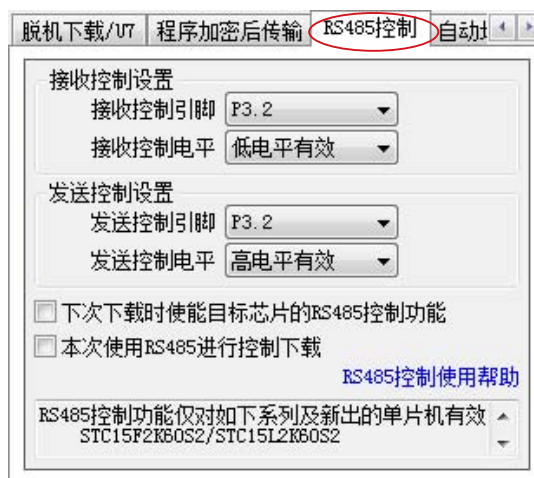 脱机下载/U7 程序加密后传输 RS485控制 自动
接收控制设置
接收控制引脚 P3.2
接收控制电平 低电平有效
发送控制设置
发送控制引脚 P3.2
发送控制电平 高电平有效
下次下载时使能目标芯片的RS485控制功能
本次使用RS485进行控制下载
RS485控制使用帮助
RS485控制功能仅对如下系列及新出的单片机有效
STC15F2K60S2/STC15L2K60S2